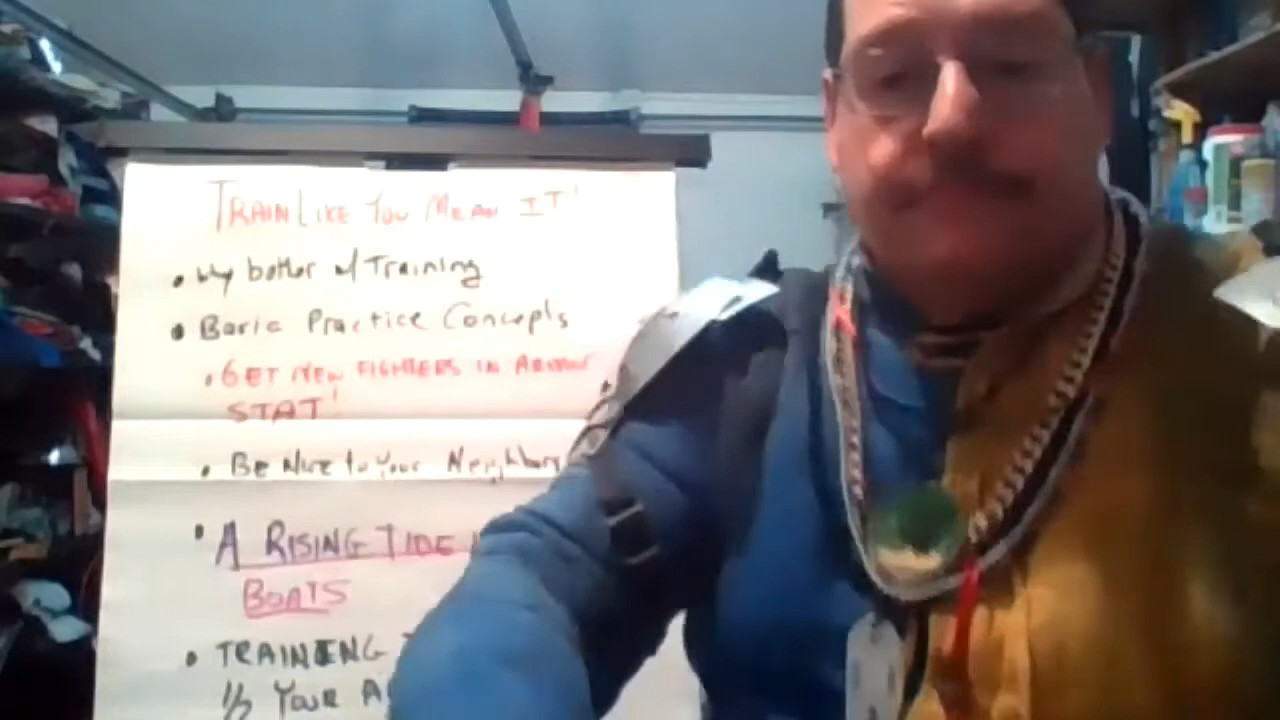 TRAIN LIKE YOU MEAN IT!
• Why bother w/ Training
• Basic Practice Concepts
• GET NEW FIGHTERS IN ARMOR
STAT!
• Be Nice to Your Neighbors
• A RISING TIDE
BOATS
• TRAINING
1/2 YOUR